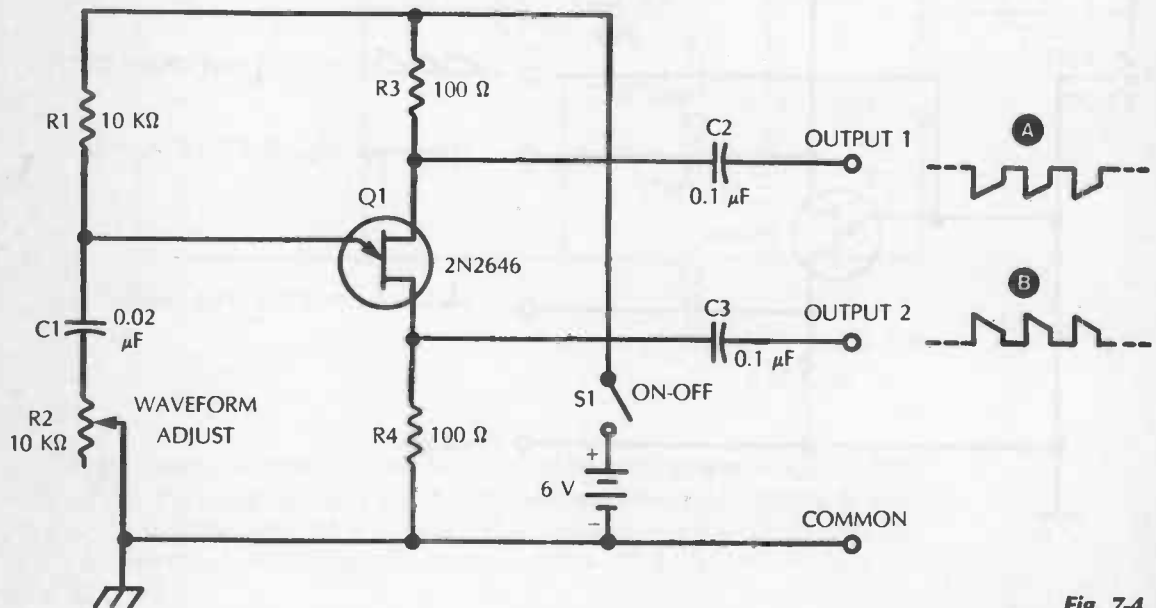 R3
100 Ω
R1
10 KΩ
C2
OUTPUT 1
A
0.1 μF
Q1
2N2646
C1
0.02
μF
C3
OUTPUT 2
B
0.1 μF
S1
ON-OFF
R2
10 KΩ
WAVEFORM
ADJUST
R4
100 Ω
+
6 V
−
COMMON
Fig. 7-4